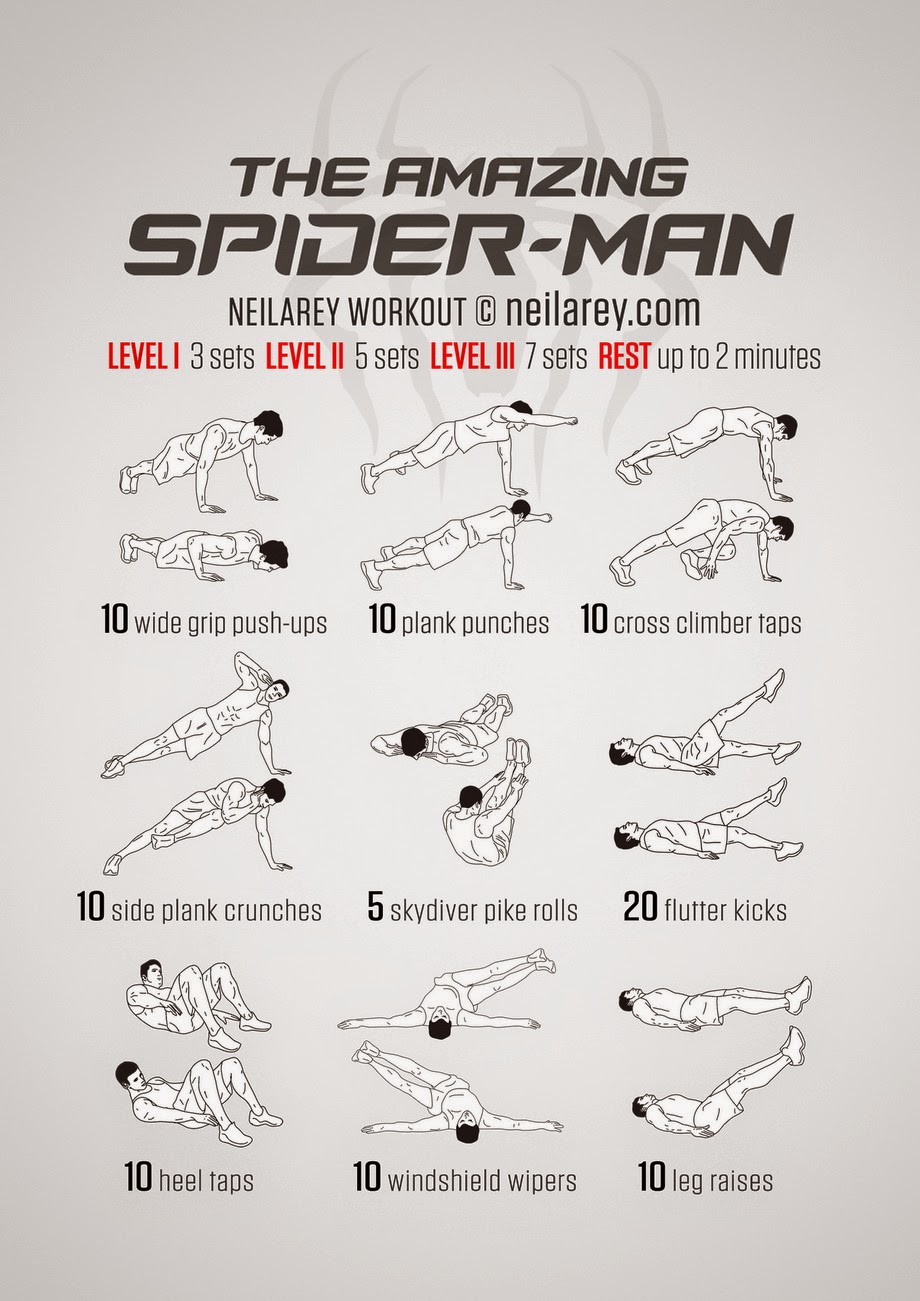 THE AMAZING
SPIDER-MAN
NEILAREY WORKOUT © neilarey.com
LEVEL I 3 sets LEVEL II 5 sets LEVEL III 7 sets REST up to 2 minutes
10 wide grip push-ups
10 plank punches
10 cross climber taps
10 side plank crunches
5 skydiver pike rolls
20 flutter kicks
10 heel taps
10 windshield wipers
10 leg raises